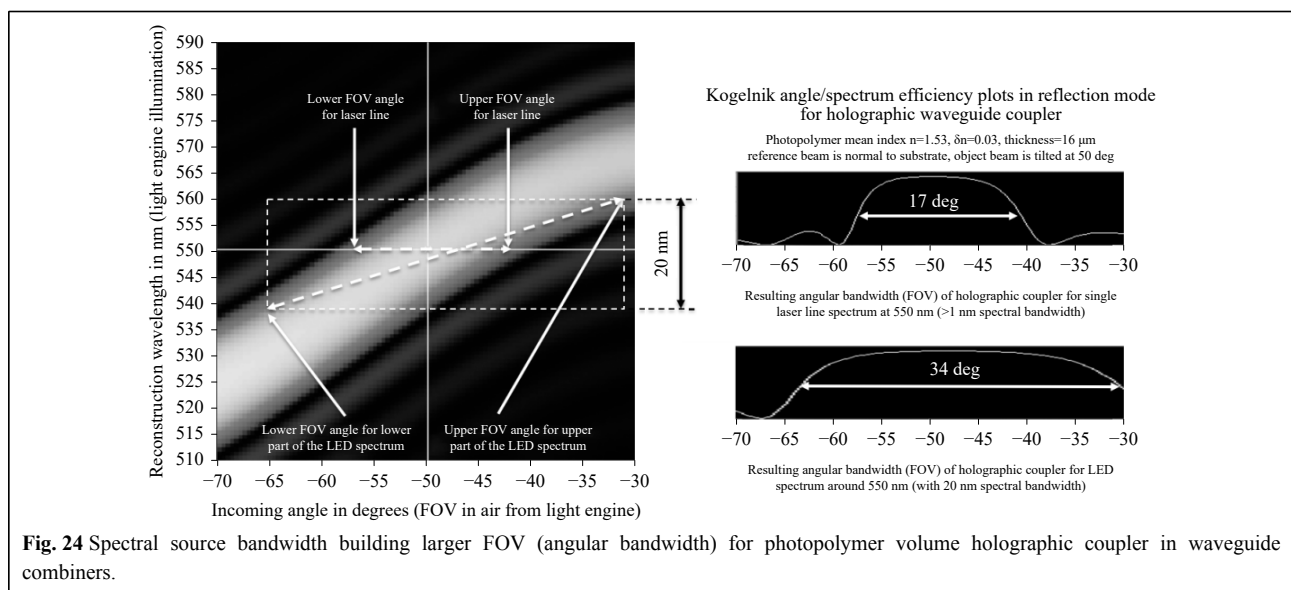 Reconstruction wavelength in nm (light engine illumination)
590
585
580
575
570
565
560
555
550
545
540
535
530
525
520
515
510
Lower FOV angle
for laser line
Upper FOV angle
for laser line
Lower FOV angle for lower
part of the LED spectrum
Upper FOV angle for upper
part of the LED spectrum
−70 −65 −60 −55 −50 −45 −40 −35 −30
Incoming angle in degrees (FOV in air from light engine)
20 nm
Kogelnik angle/spectrum efficiency plots in reflection mode
for holographic waveguide coupler
Photopolymer mean index n=1.53, δn=0.03, thickness=16 μm
reference beam is normal to substrate, object beam is tilted at 50 deg
17 deg
−70 −65 −60 −55 −50 −45 −40 −35 −30
Resulting angular bandwidth (FOV) of holographic coupler for single
laser line spectrum at 550 nm (>1 nm spectral bandwidth)
34 deg
−70 −65 −60 −55 −50 −45 −40 −35 −30
Resulting angular bandwidth (FOV) of holographic coupler for LED
spectrum around 550 nm (with 20 nm spectral bandwidth)
Fig. 24 Spectral source bandwidth building larger FOV (angular bandwidth) for photopolymer volume holographic coupler in waveguide
combiners.